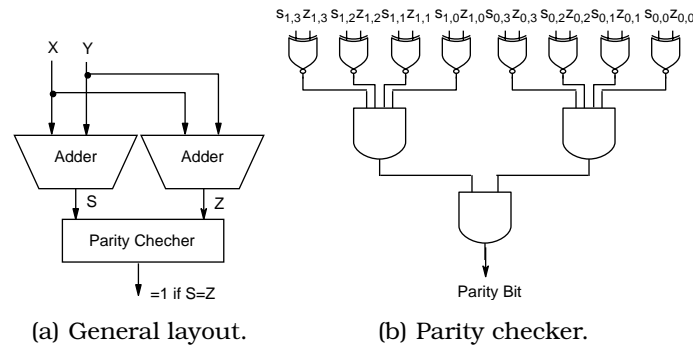 X Y
Adder Adder
S Z
Parity Checher
=1 if S=Z
(a) General layout.
s1,3z1,3 s1,2z1,2 s1,1z1,1 s1,0z1,0 s0,3z0,3 s0,2z0,2 s0,1z0,1 s0,0z0,0
Parity Bit
(b) Parity checker.